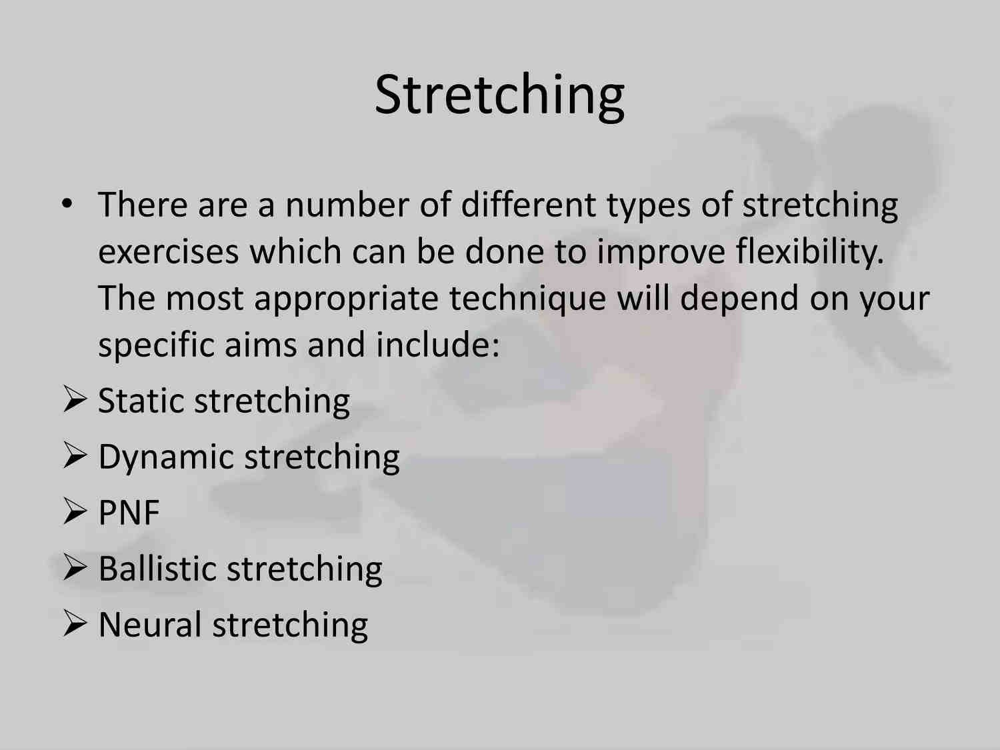 Stretching
• There are a number of different types of stretching
exercises which can be done to improve flexibility.
The most appropriate technique will depend on your
specific aims and include:
➢ Static stretching
➢ Dynamic stretching
➢ PNF
➢ Ballistic stretching
➢ Neural stretching